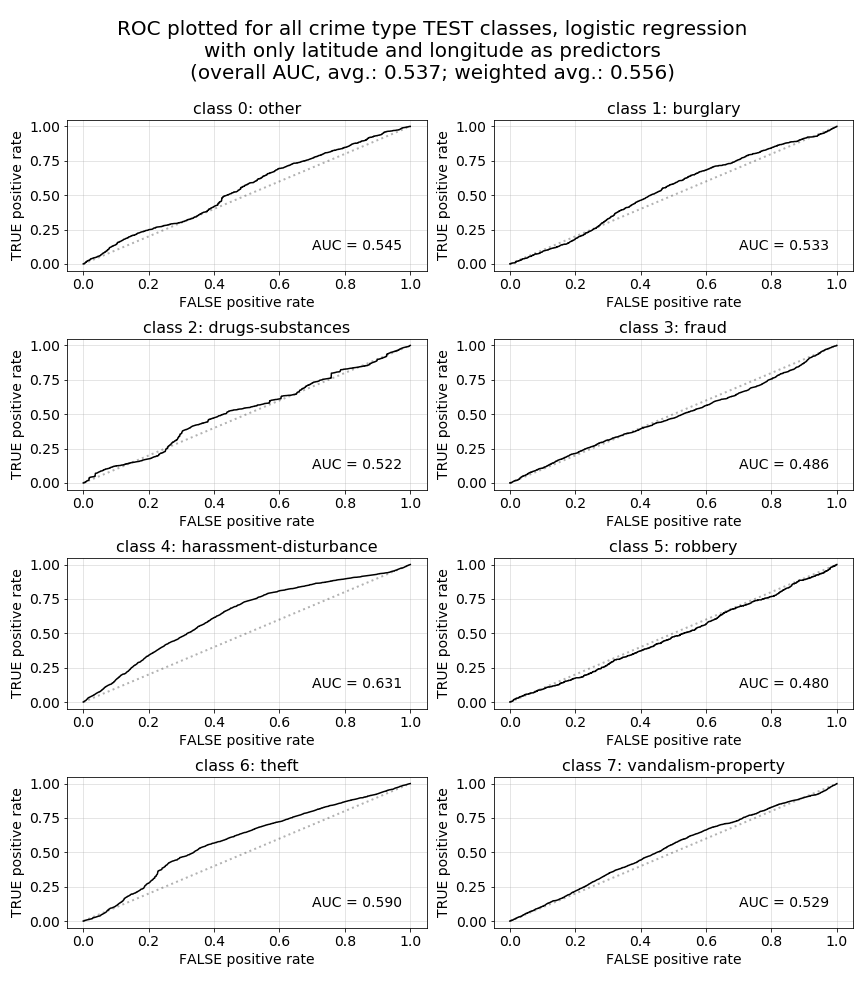 ROC plotted for all crime type TEST classes, logistic regression
with only latitude and longitude as predictors
(overall AUC, avg.: 0.537; weighted avg.: 0.556)
class 0: other
TRUE positive rate
1.00
0.75
0.50
0.25
0.00
AUC = 0.545
0.0 0.2 0.4 0.6 0.8 1.0
FALSE positive rate
class 1: burglary
TRUE positive rate
1.00
0.75
0.50
0.25
0.00
AUC = 0.533
0.0 0.2 0.4 0.6 0.8 1.0
FALSE positive rate
class 2: drugs-substances
TRUE positive rate
1.00
0.75
0.50
0.25
0.00
AUC = 0.522
0.0 0.2 0.4 0.6 0.8 1.0
FALSE positive rate
class 3: fraud
TRUE positive rate
1.00
0.75
0.50
0.25
0.00
AUC = 0.486
0.0 0.2 0.4 0.6 0.8 1.0
FALSE positive rate
class 4: harassment-disturbance
TRUE positive rate
1.00
0.75
0.50
0.25
0.00
AUC = 0.631
0.0 0.2 0.4 0.6 0.8 1.0
FALSE positive rate
class 5: robbery
TRUE positive rate
1.00
0.75
0.50
0.25
0.00
AUC = 0.480
0.0 0.2 0.4 0.6 0.8 1.0
FALSE positive rate
class 6: theft
TRUE positive rate
1.00
0.75
0.50
0.25
0.00
AUC = 0.590
0.0 0.2 0.4 0.6 0.8 1.0
FALSE positive rate
class 7: vandalism-property
TRUE positive rate
1.00
0.75
0.50
0.25
0.00
AUC = 0.529
0.0 0.2 0.4 0.6 0.8 1.0
FALSE positive rate